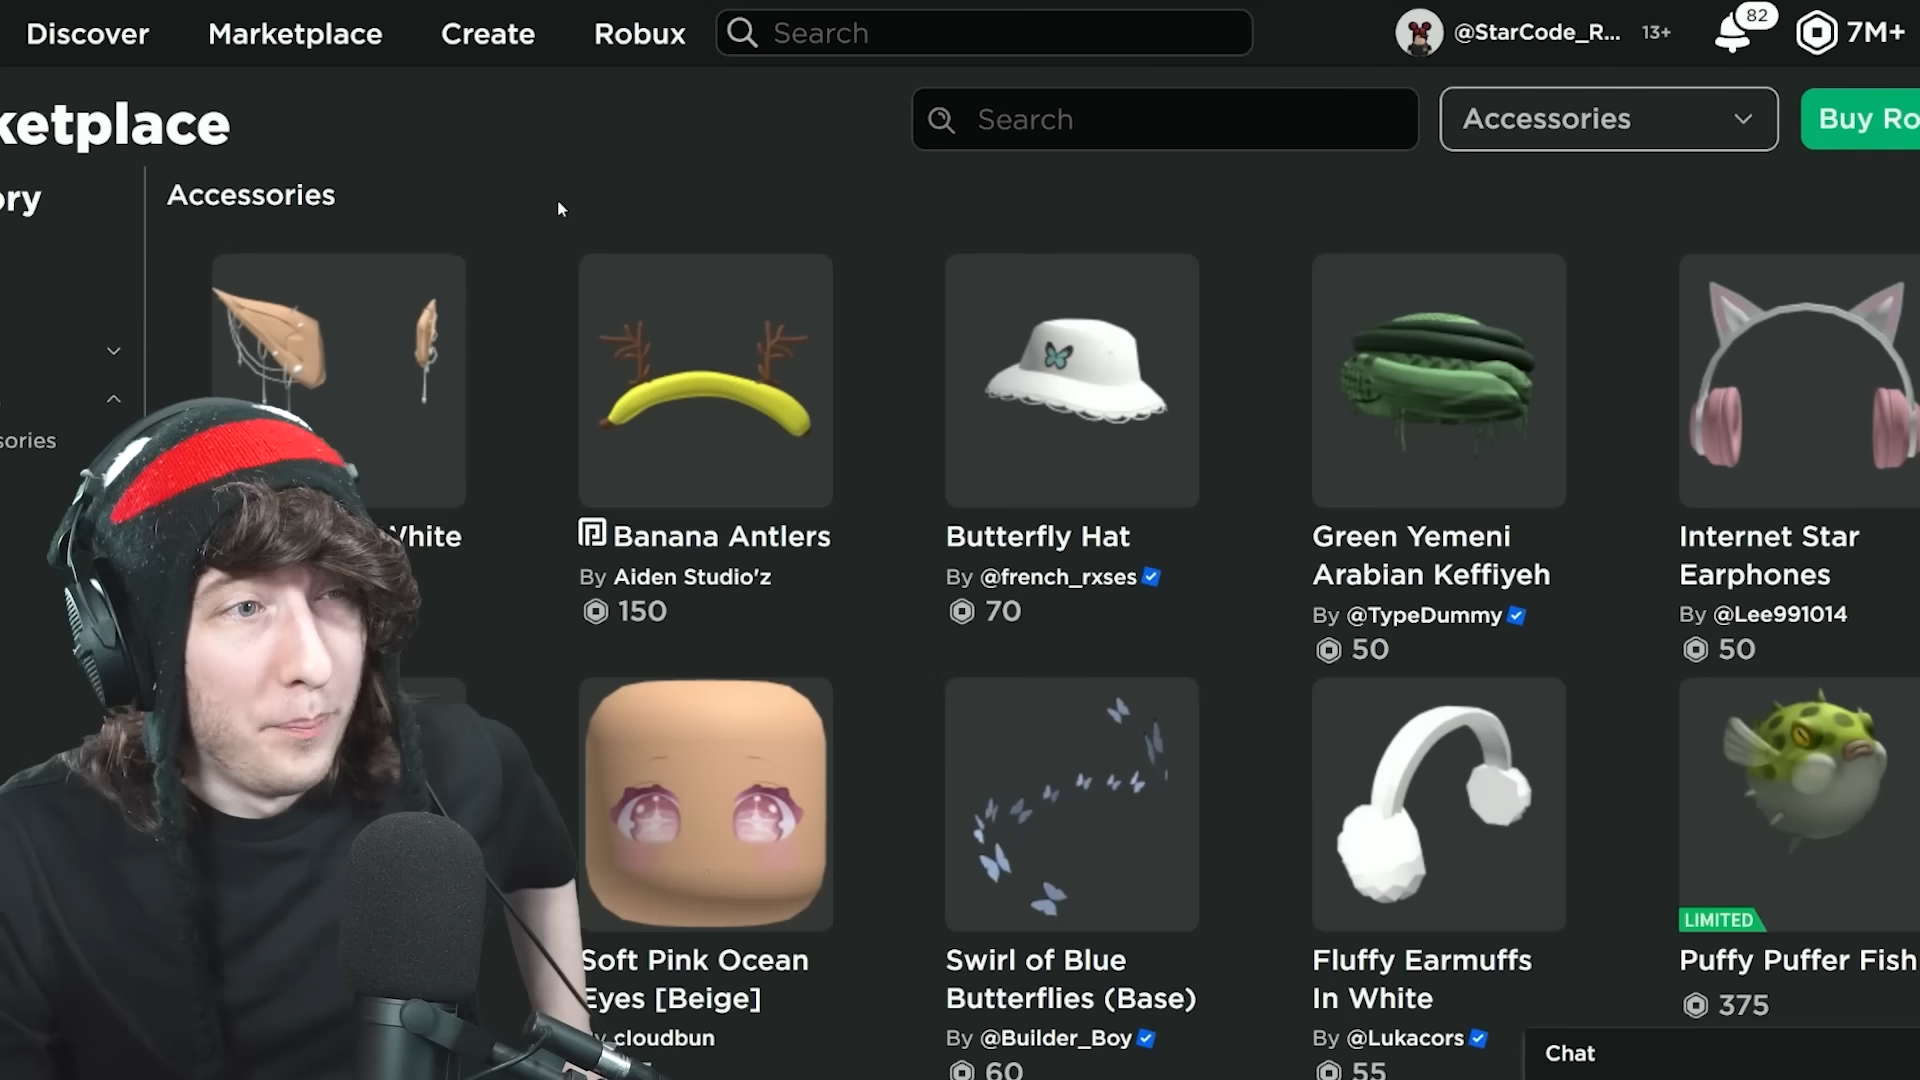 Discover Marketplace Create Robux Search @StarCode_R... 13+ 82 7M+
ketplace Search Accessories Buy Ro
ory
Accessories
sories
White
Banana Antlers
By Aiden Studio'z
150
Butterfly Hat
By @french_rxses
70
Green Yemeni
Arabian Keffiyeh
By @TypeDummy
50
Internet Star
Earphones
By @Lee991014
50
Soft Pink Ocean
Eyes [Beige]
By cloudbun
Swirl of Blue
Butterflies (Base)
By @Builder_Boy
60
Fluffy Earmuffs
In White
By @Lukacors
55
LIMITED
Puffy Puffer Fish
375
Chat